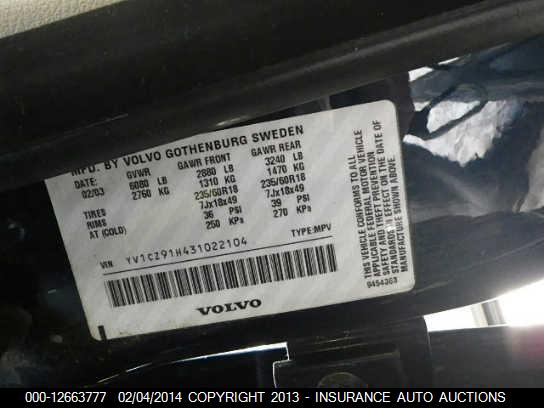 MFD. BY VOLVO GOTHENBURG SWEDEN
DATE: GVWR GAWR FRONT GAWR REAR
02/03 6080 LB 2880 LB 3240 LB
2760 KG 1310 KG 1470 KG
TIRES 235/60R18 235/60R18
RIMS 7Jx18x49 7Jx18x49
AT (COLD) 36 PSI 39 PSI
250 KPa 270 KPa
VIN YV1CZ91H431022104 TYPE:MPV
VOLVO
THIS VEHICLE CONFORMS TO ALL
APPLICABLE FEDERAL MOTOR VEHICLE
SAFETY AND THEFT PREVENTION
STANDARDS IN EFFECT ON THE DATE OF
MANUFACTURE SHOWN ABOVE.
9454363
000-12663777 02/04/2014 COPYRIGHT 2013 - INSURANCE AUTO AUCTIONS